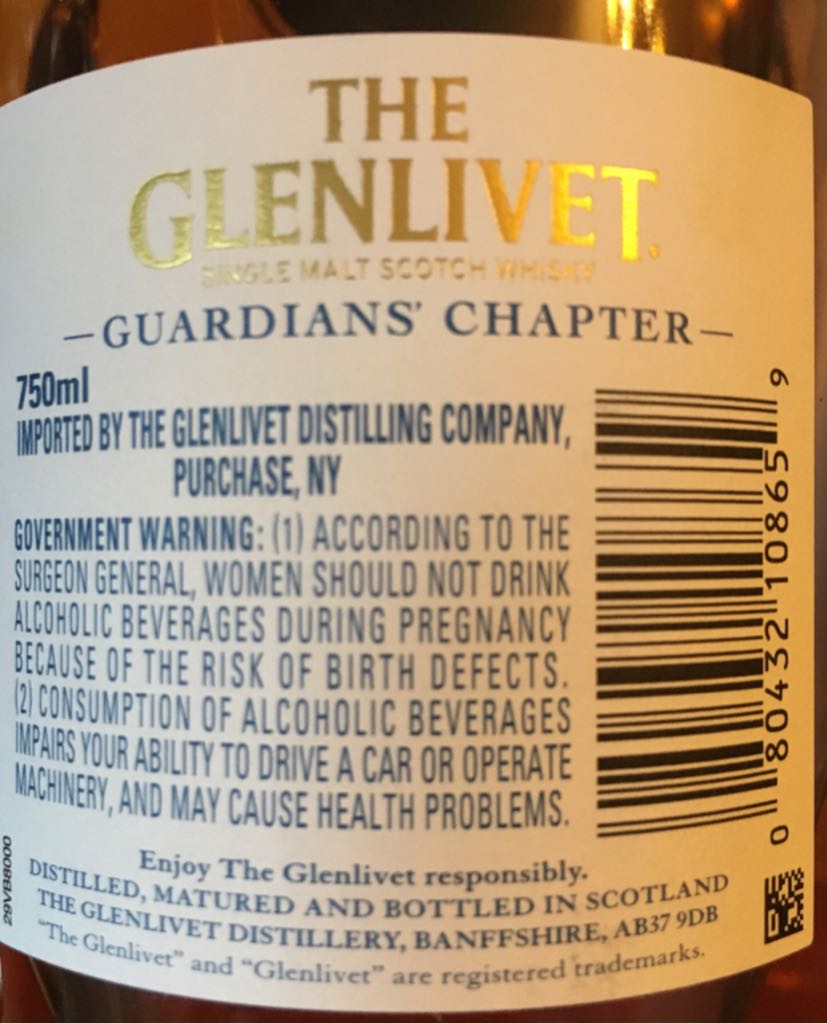 THE
GLENLIVET.
SINGLE MALT SCOTCH WHISKY
—GUARDIANS' CHAPTER—
750ml
IMPORTED BY THE GLENLIVET DISTILLING COMPANY,
PURCHASE, NY
GOVERNMENT WARNING: (1) ACCORDING TO THE
SURGEON GENERAL, WOMEN SHOULD NOT DRINK
ALCOHOLIC BEVERAGES DURING PREGNANCY
BECAUSE OF THE RISK OF BIRTH DEFECTS.
(2) CONSUMPTION OF ALCOHOLIC BEVERAGES
IMPAIRS YOUR ABILITY TO DRIVE A CAR OR OPERATE
MACHINERY, AND MAY CAUSE HEALTH PROBLEMS.
0 80432 10865 9
Enjoy The Glenlivet responsibly.
DISTILLED, MATURED AND BOTTLED IN SCOTLAND
THE GLENLIVET DISTILLERY, BANFFSHIRE, AB37 9DB
"The Glenlivet" and "Glenlivet" are registered trademarks.
29VB8000